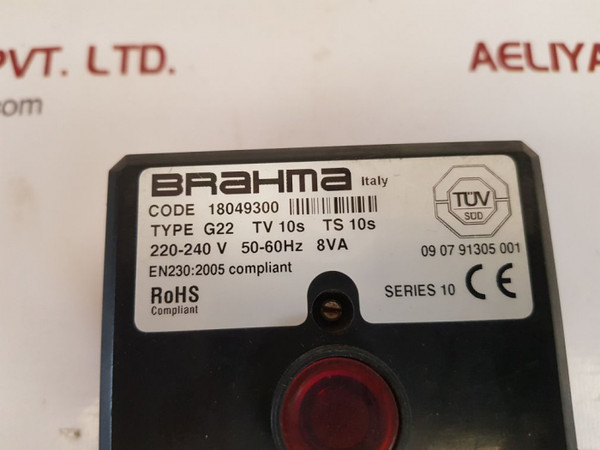 PVT. LTD.
AELIYA
com
BRAHMA Italy
CODE 18049300
TYPE G22 TV 10s TS 10s
220-240 V 50-60Hz 8VA
EN230:2005 compliant
RoHS
Compliant
TÜV
SÜD
09 07 91305 001
SERIES 10 CE